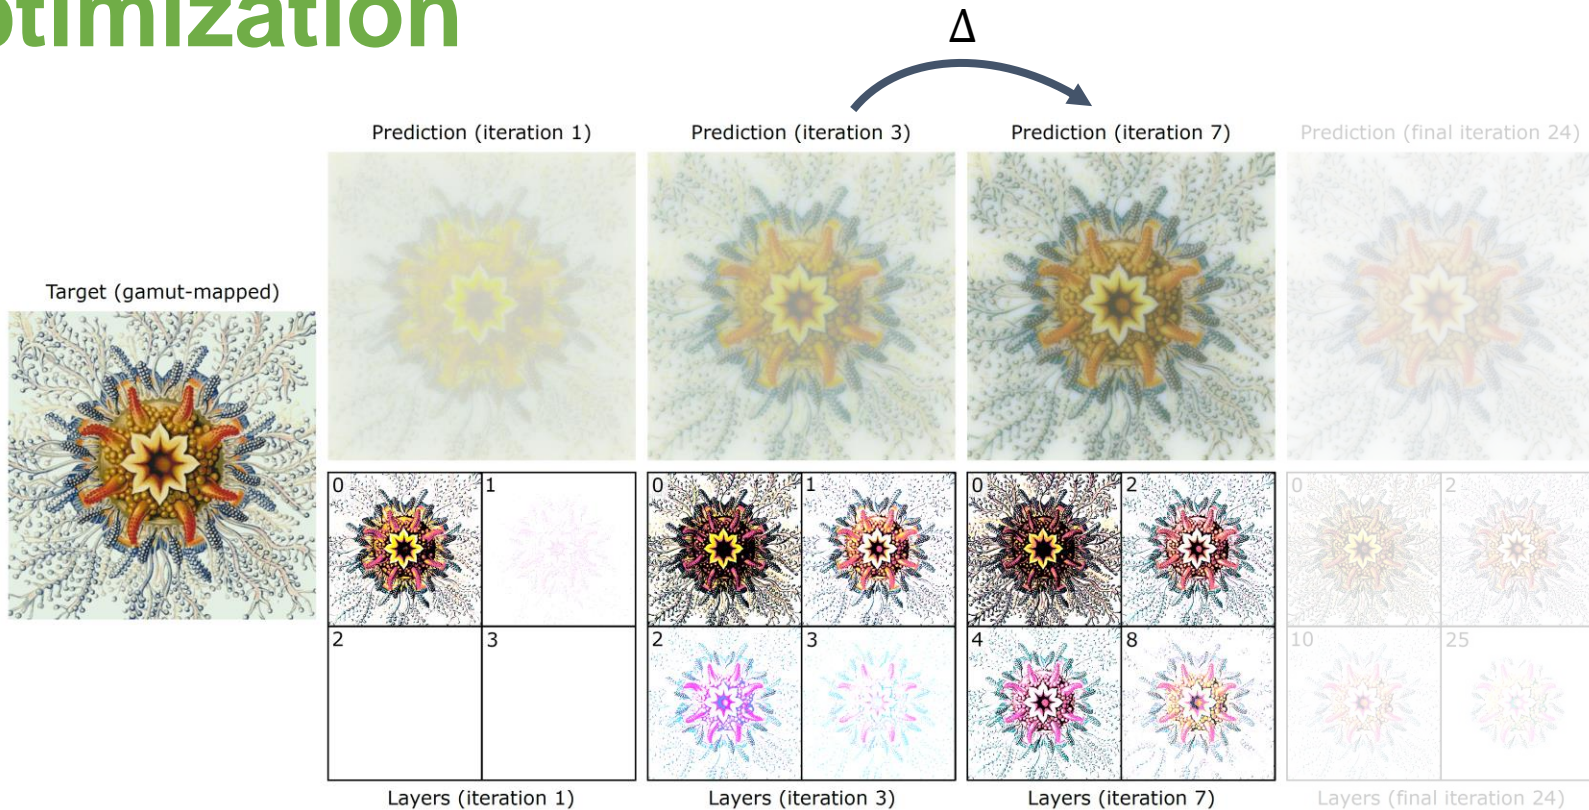 ptimization
Δ
Prediction (iteration 1)
Prediction (iteration 3)
Prediction (iteration 7)
Prediction (final iteration 24)
Target (gamut-mapped)
0
1
0
1
0
2
0
2
2
3
2
3
4
8
10
25
Layers (iteration 1)
Layers (iteration 3)
Layers (iteration 7)
Layers (final iteration 24)